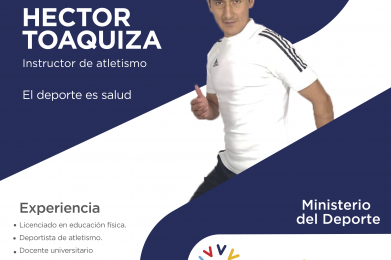 HECTOR
TOAQUIZA
Instructor de atletismo
El deporte es salud
Experiencia
• Licenciado en educación física.
• Deportista de atletismo.
• Docente universitario
Ministerio
del Deporte